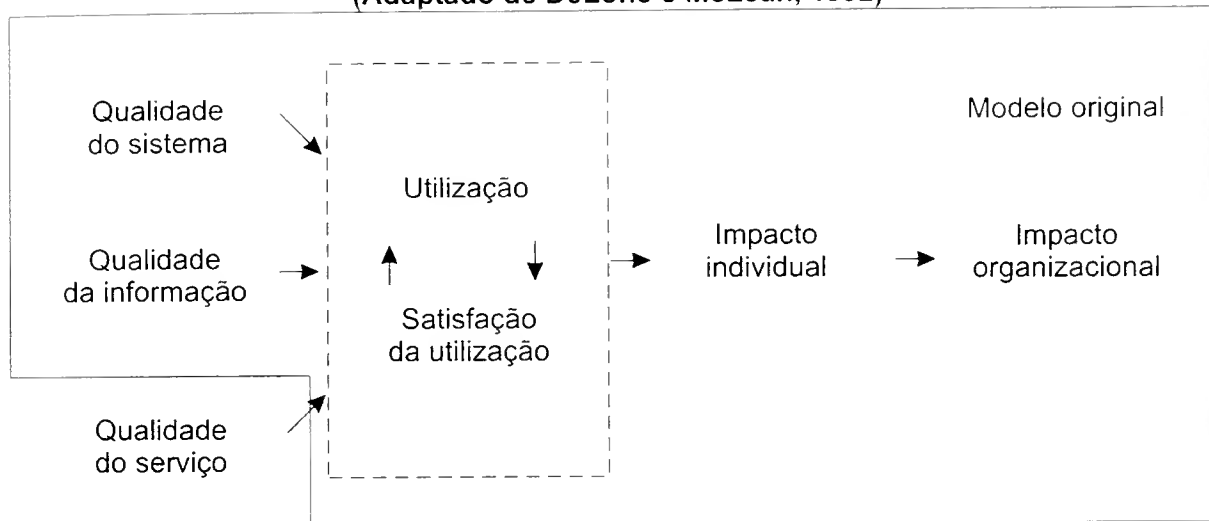 Qualidade
do sistema
Modelo original
Utilização
Qualidade
da informação
Impacto
individual
Impacto
organizacional
Satisfação
da utilização
Qualidade
do serviço